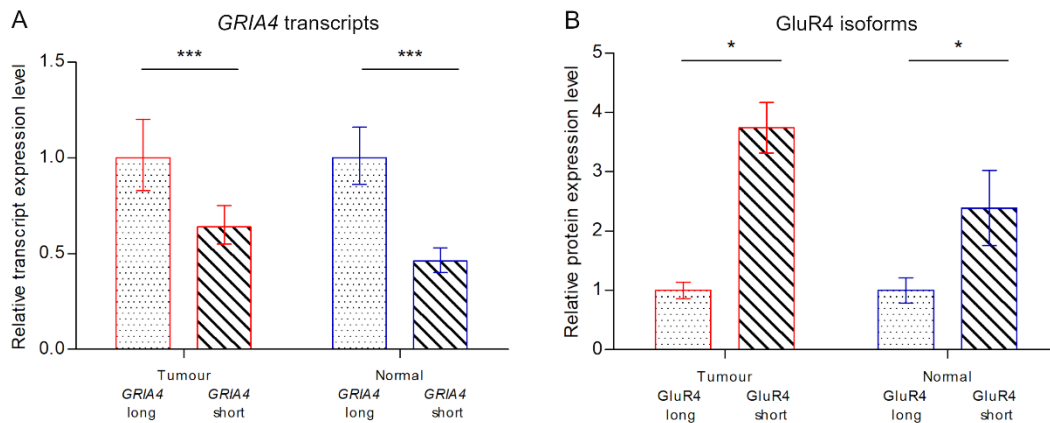 A
GRIA4 transcripts
Relative transcript expression level
1.5
1.0
0.5
0.0
***
***
Tumour
Normal
GRIA4 long
GRIA4 short
GRIA4 long
GRIA4 short
B
GluR4 isoforms
Relative protein expression level
5
4
3
2
1
0
*
*
Tumour
Normal
GluR4 long
GluR4 short
GluR4 long
GluR4 short